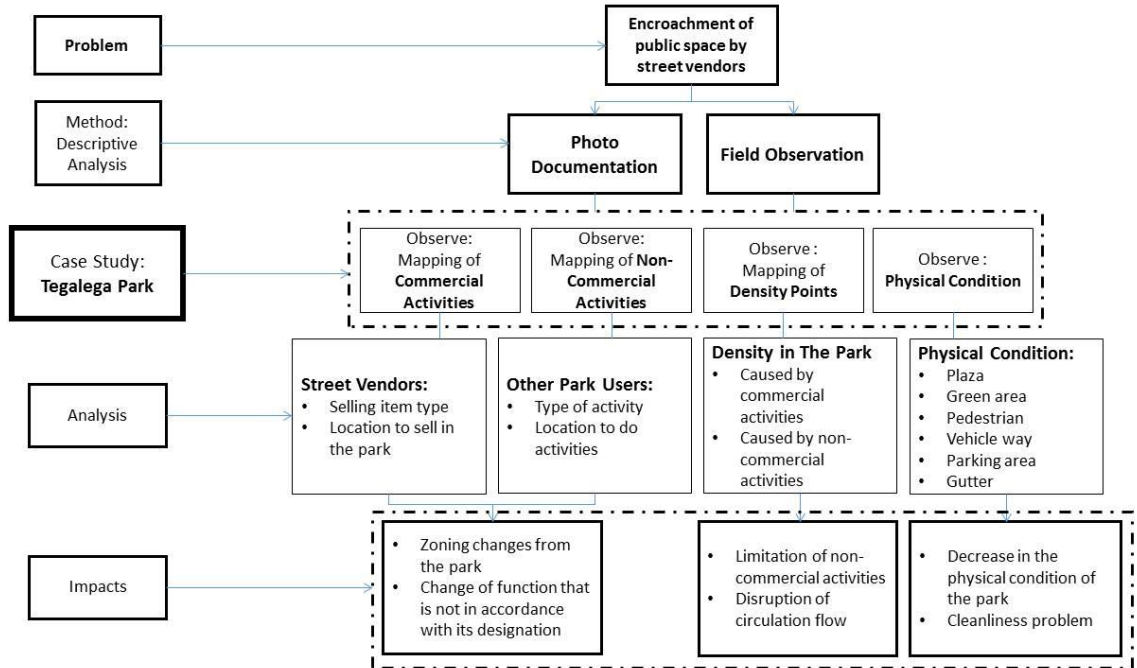 Problem
Encroachment of
public space by
street vendors
Method:
Descriptive
Analysis
Photo
Documentation
Field Observation
Case Study:
Tegalega Park
Observe:
Mapping of
Commercial
Activities
Observe:
Mapping of Non-
Commercial
Activities
Observe :
Mapping of
Density Points
Observe :
Physical Condition
Analysis
Street Vendors:
• Selling item type
• Location to sell in
the park
Other Park Users:
• Type of activity
• Location to do
activities
Density in The Park
• Caused by
commercial
activities
• Caused by non-
commercial
activities
Physical Condition:
• Plaza
• Green area
• Pedestrian
• Vehicle way
• Parking area
• Gutter
Impacts
• Zoning changes from
the park
• Change of function that
is not in accordance
with its designation
• Limitation of non-
commercial activities
• Disruption of
circulation flow
• Decrease in the
physical condition of
the park
• Cleanliness problem